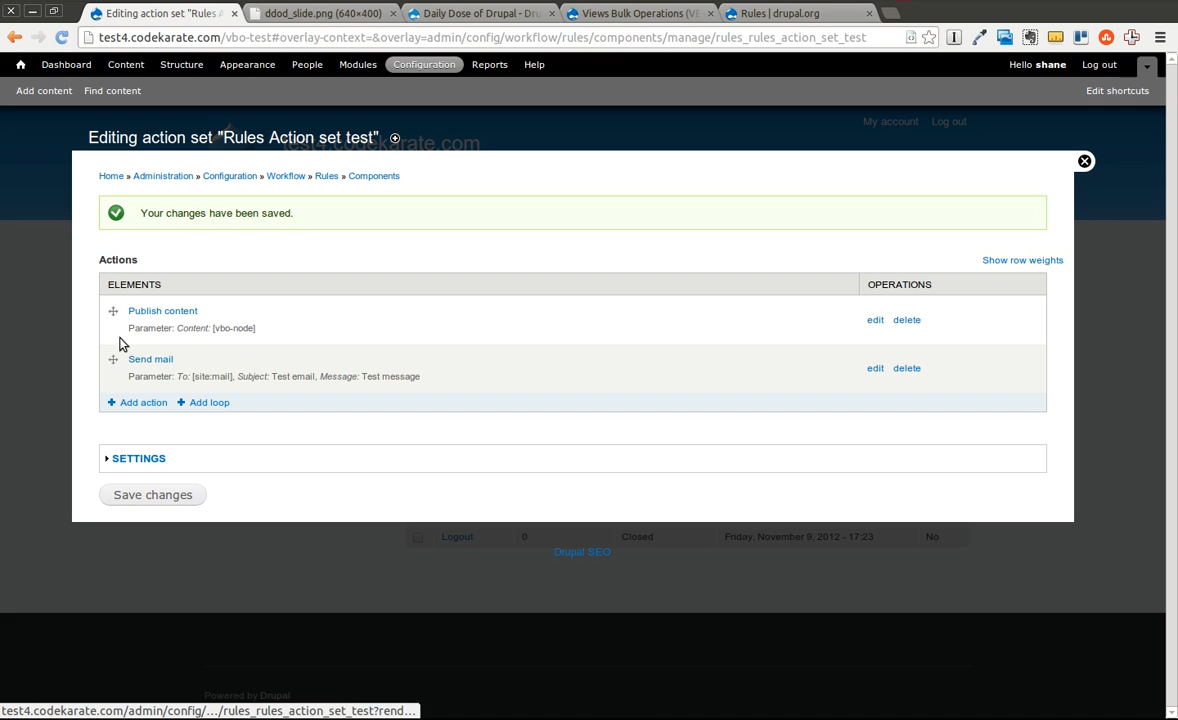 Editing action set "Rules A
ddod_slide.png (640×400)
Daily Dose of Drupal - Dru
Views Bulk Operations (VB
Rules | drupal.org
test4.codekarate.com/vbo-test#overlay-context=&overlay=admin/config/workflow/rules/components/manage/rules_rules_action_set_test
Dashboard Content Structure Appearance People Modules Configuration Reports Help
Hello shane Log out
Add content Find content
Edit shortcuts
My account Log out
Editing action set "Rules Action set test"
test4.codekarate.com
Home » Administration » Configuration » Workflow » Rules » Components
Your changes have been saved.
Actions
Show row weights
ELEMENTS OPERATIONS
Publish content
Parameter: Content: [vbo-node]
edit delete
Send mail
Parameter: To: [site:mail], Subject: Test email, Message: Test message
edit delete
Add action Add loop
SETTINGS
Save changes
Logout 0 Closed Friday, November 9, 2012 - 17:23 No
Drupal SEO
Powered by Drupal
test4.codekarate.com/admin/config/.../rules_rules_action_set_test?rend...